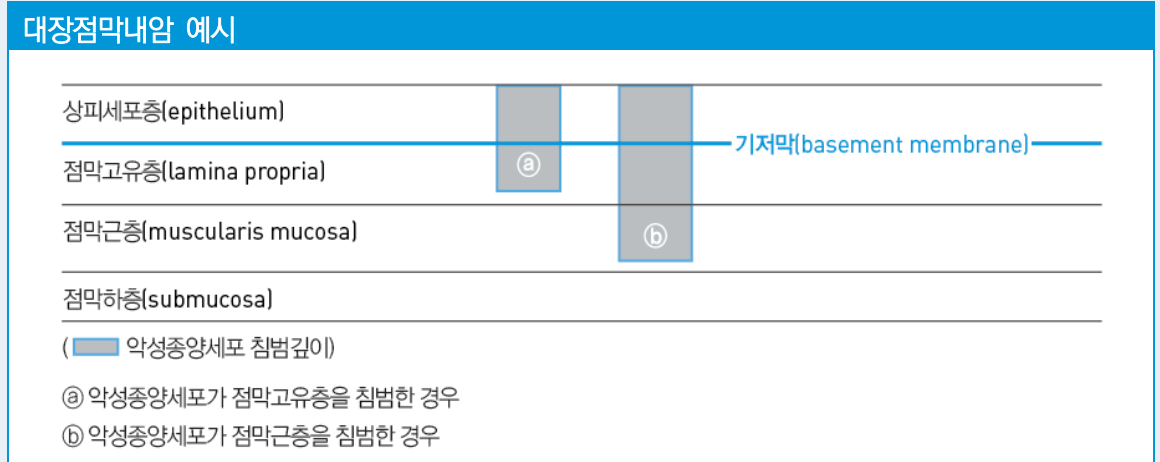 대장점막내암 예시
상피세포층(epithelium)
기저막(basement membrane)
점막고유층(lamina propria)
ⓐ
점막근층(muscularis mucosa)
ⓑ
점막하층(submucosa)
( 악성종양세포 침범깊이)
ⓐ 악성종양세포가 점막고유층을 침범한 경우
ⓑ 악성종양세포가 점막근층을 침범한 경우